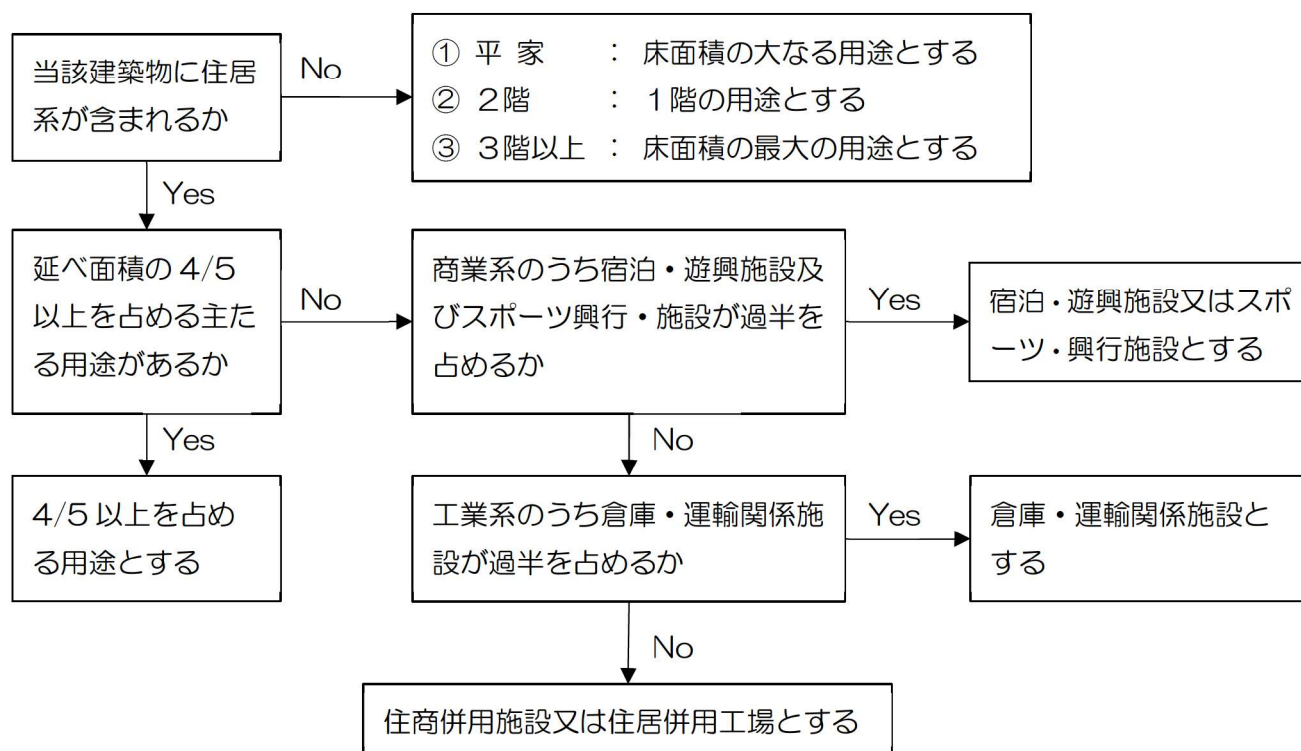 当該建築物に住居
系が含まれるか
No
① 平 家 : 床面積の大なる用途とする
② 2階 : 1階の用途とする
③ 3階以上 : 床面積の最大の用途とする
Yes
延べ面積の 4/5
以上を占める主た
る用途があるか
No
商業系のうち宿泊・遊興施設及
びスポーツ興行・施設が過半を
占めるか
Yes
宿泊・遊興施設又はスポ
ーツ・興行施設とする
Yes
No
4/5 以上を占め
る用途とする
工業系のうち倉庫・運輸関係施
設が過半を占めるか
Yes
倉庫・運輸関係施設と
する
No
住商併用施設又は住居併用工場とする